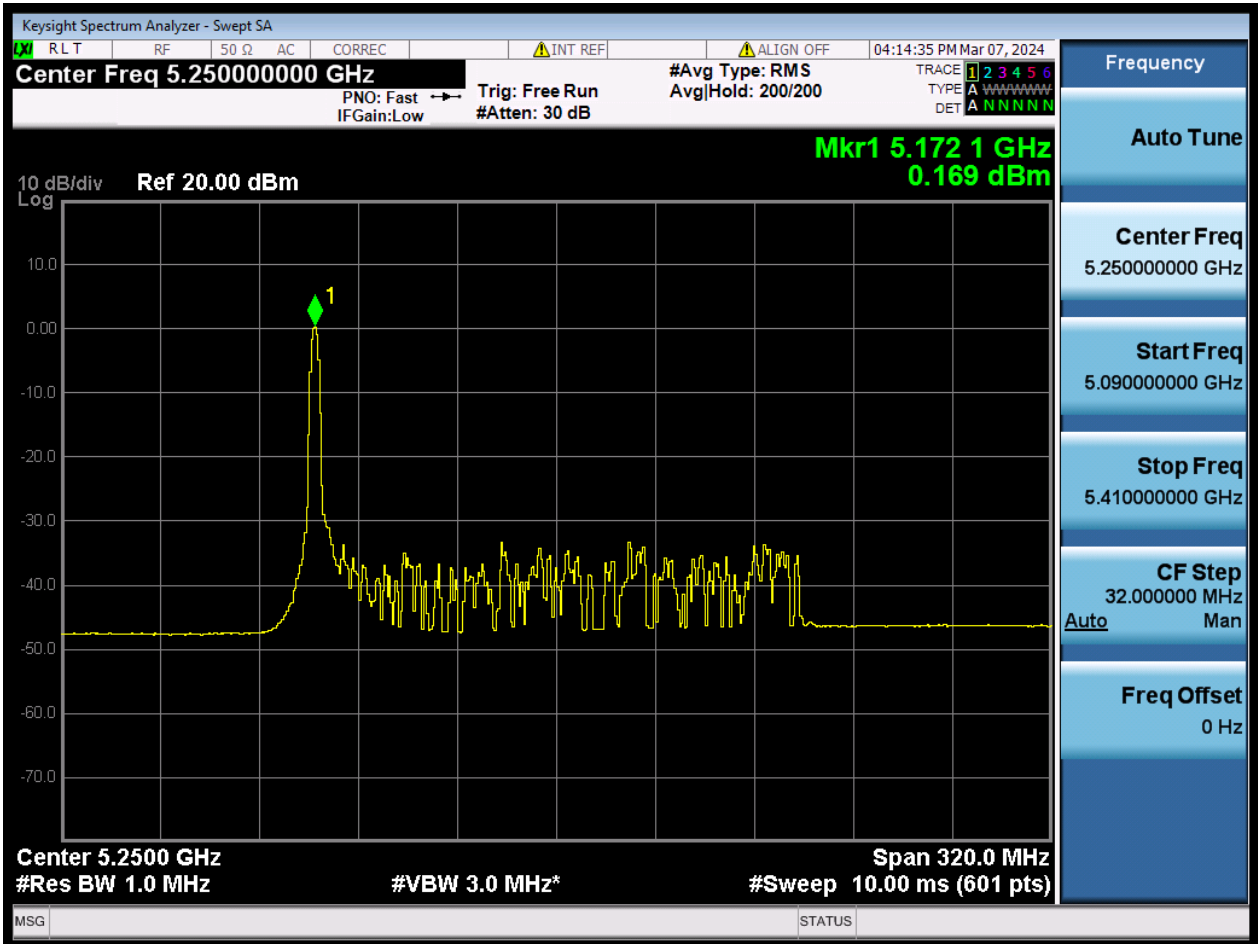 Keysight Spectrum Analyzer - Swept SA
LXI RLT RF 50 Ω AC CORREC INT REF ALIGN OFF 04:14:35 PM Mar 07, 2024
Center Freq 5.250000000 GHz
PNO: Fast
IFGain:Low
Trig: Free Run
#Atten: 30 dB
#Avg Type: RMS
Avg|Hold: 200/200
TRACE 1 2 3 4 5 6
TYPE A WWWWW
DET A N N N N N
Mkr1 5.172 1 GHz
0.169 dBm
10 dB/div Ref 20.00 dBm
Log
10.0
1
0.00
-10.0
-20.0
-30.0
-40.0
-50.0
-60.0
-70.0
Center 5.2500 GHz Span 320.0 MHz
#Res BW 1.0 MHz #VBW 3.0 MHz* #Sweep 10.00 ms (601 pts)
MSG STATUS
Frequency
Auto Tune
Center Freq
5.250000000 GHz
Start Freq
5.090000000 GHz
Stop Freq
5.410000000 GHz
CF Step
32.000000 MHz
Auto Man
Freq Offset
0 Hz